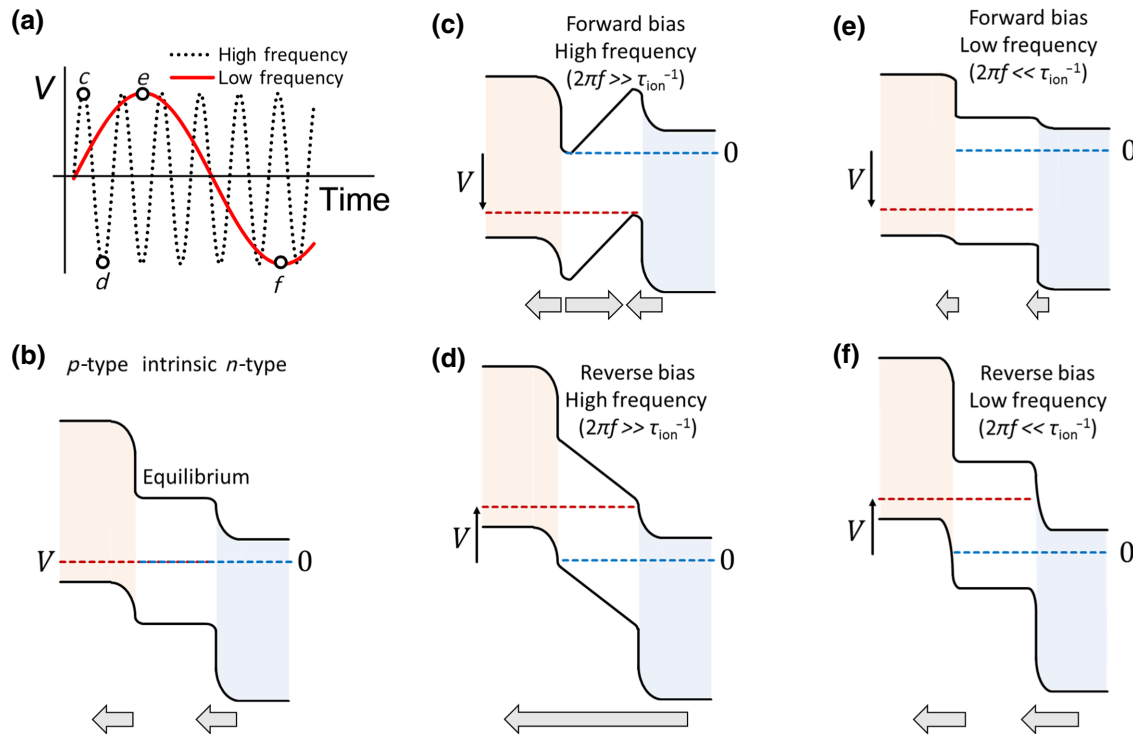 (a)
High frequency
Low frequency
V
c
e
d
f
Time
(b)
p-type intrinsic n-type
Equilibrium
V
0
(c)
Forward bias
High frequency
(2πf >> τion⁻¹)
V
0
(d)
Reverse bias
High frequency
(2πf >> τion⁻¹)
V
0
(e)
Forward bias
Low frequency
(2πf << τion⁻¹)
V
0
(f)
Reverse bias
Low frequency
(2πf << τion⁻¹)
V
0